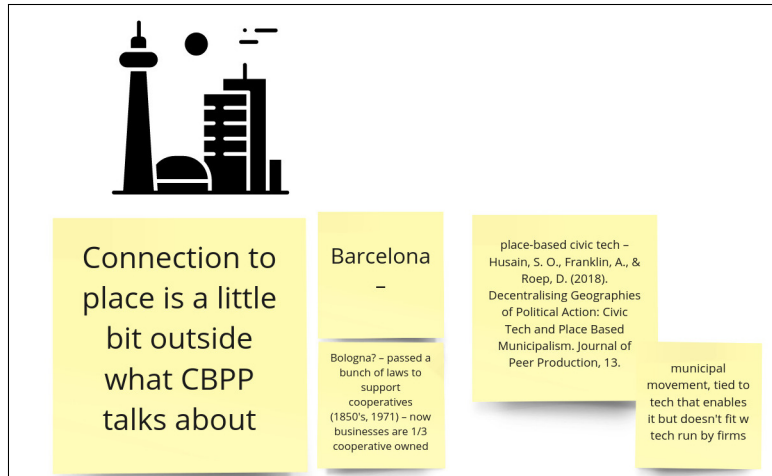 Connection to
place is a little
bit outside
what CBPP
talks about
Barcelona
–
Bologna? – passed a
bunch of laws to
support
cooperatives
(1850's, 1971) – now
businesses are 1/3
cooperative owned
place-based civic tech –
Husain, S. O., Franklin, A., &
Roep, D. (2018).
Decentralising Geographies
of Political Action: Civic
Tech and Place Based
Municipalism. Journal of
Peer Production, 13.
municipal
movement, tied to
tech that enables
it but doesn't fit w
tech run by firms